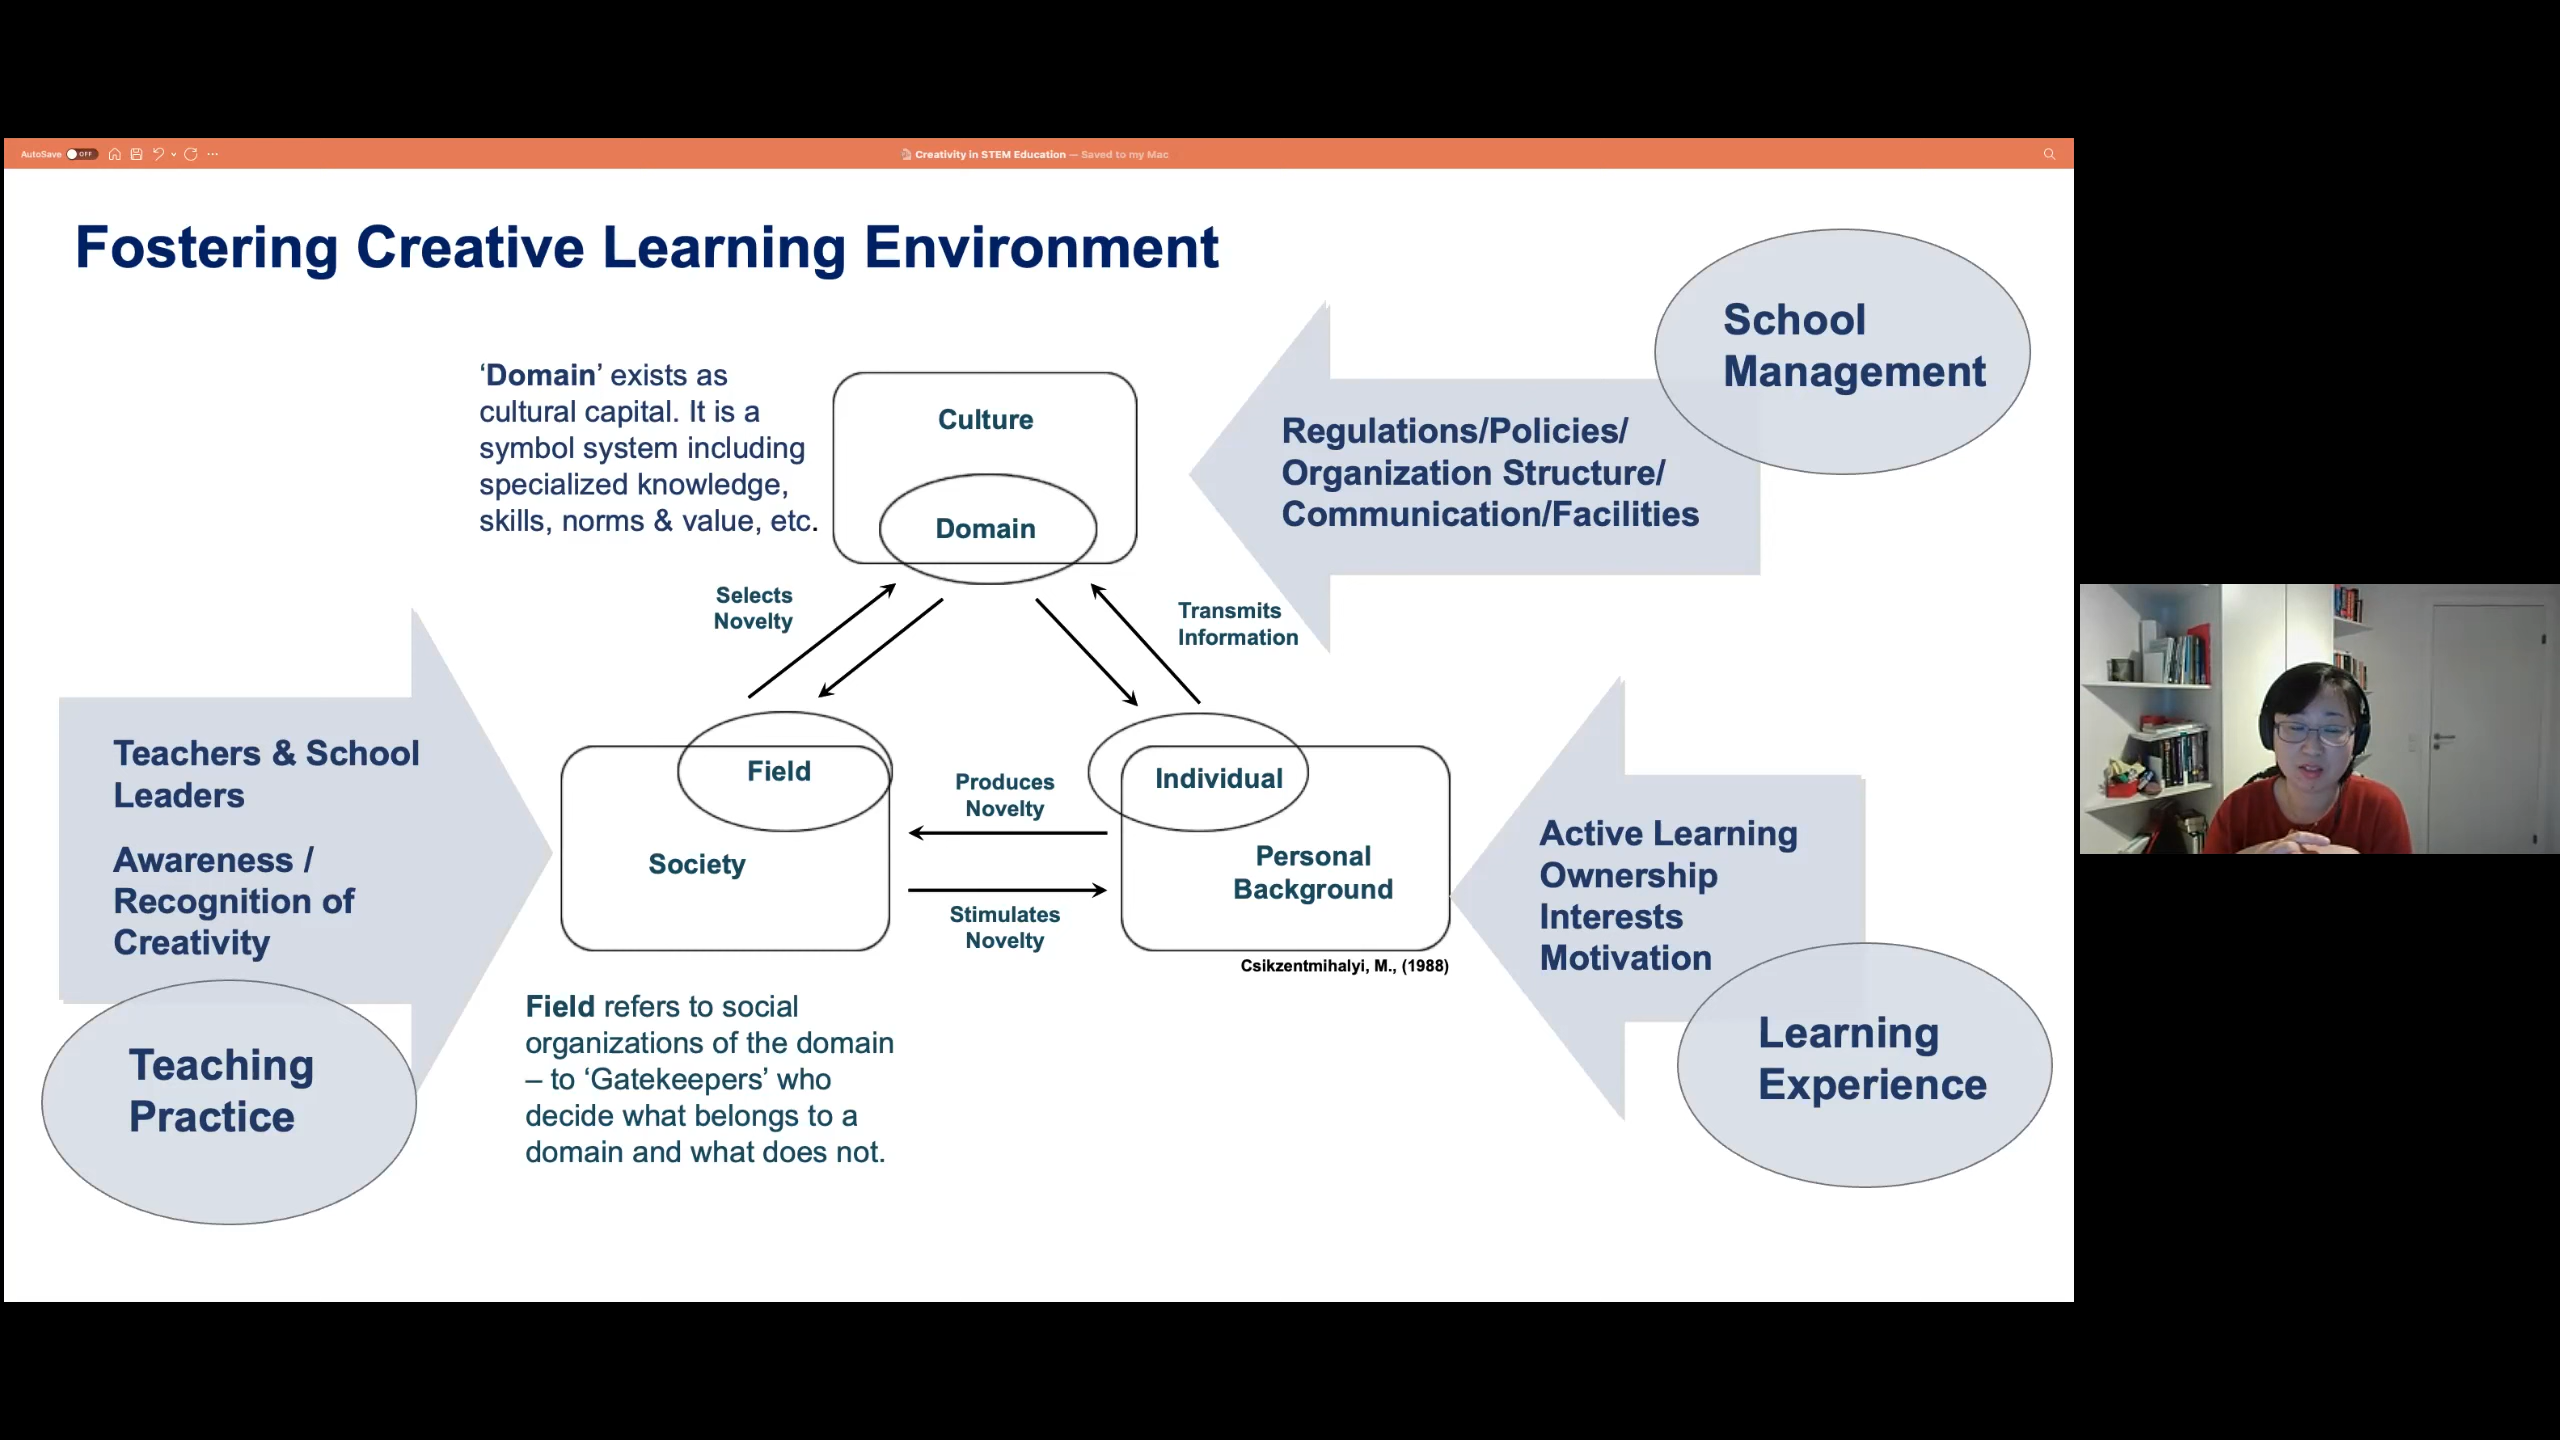 AutoSave OFF
Creativity in STEM Education — Saved to my Mac
Fostering Creative Learning Environment
School
Management
‘Domain’ exists as
cultural capital. It is a
symbol system including
specialized knowledge,
skills, norms & value, etc.
Culture
Domain
Regulations/Policies/
Organization Structure/
Communication/Facilities
Selects
Novelty
Transmits
Information
Teachers & School
Leaders
Awareness /
Recognition of
Creativity
Teaching
Practice
Field
Society
Produces
Novelty
Stimulates
Novelty
Individual
Personal
Background
Csikzentmihalyi, M., (1988)
Active Learning
Ownership
Interests
Motivation
Learning
Experience
Field refers to social
organizations of the domain
– to ‘Gatekeepers’ who
decide what belongs to a
domain and what does not.